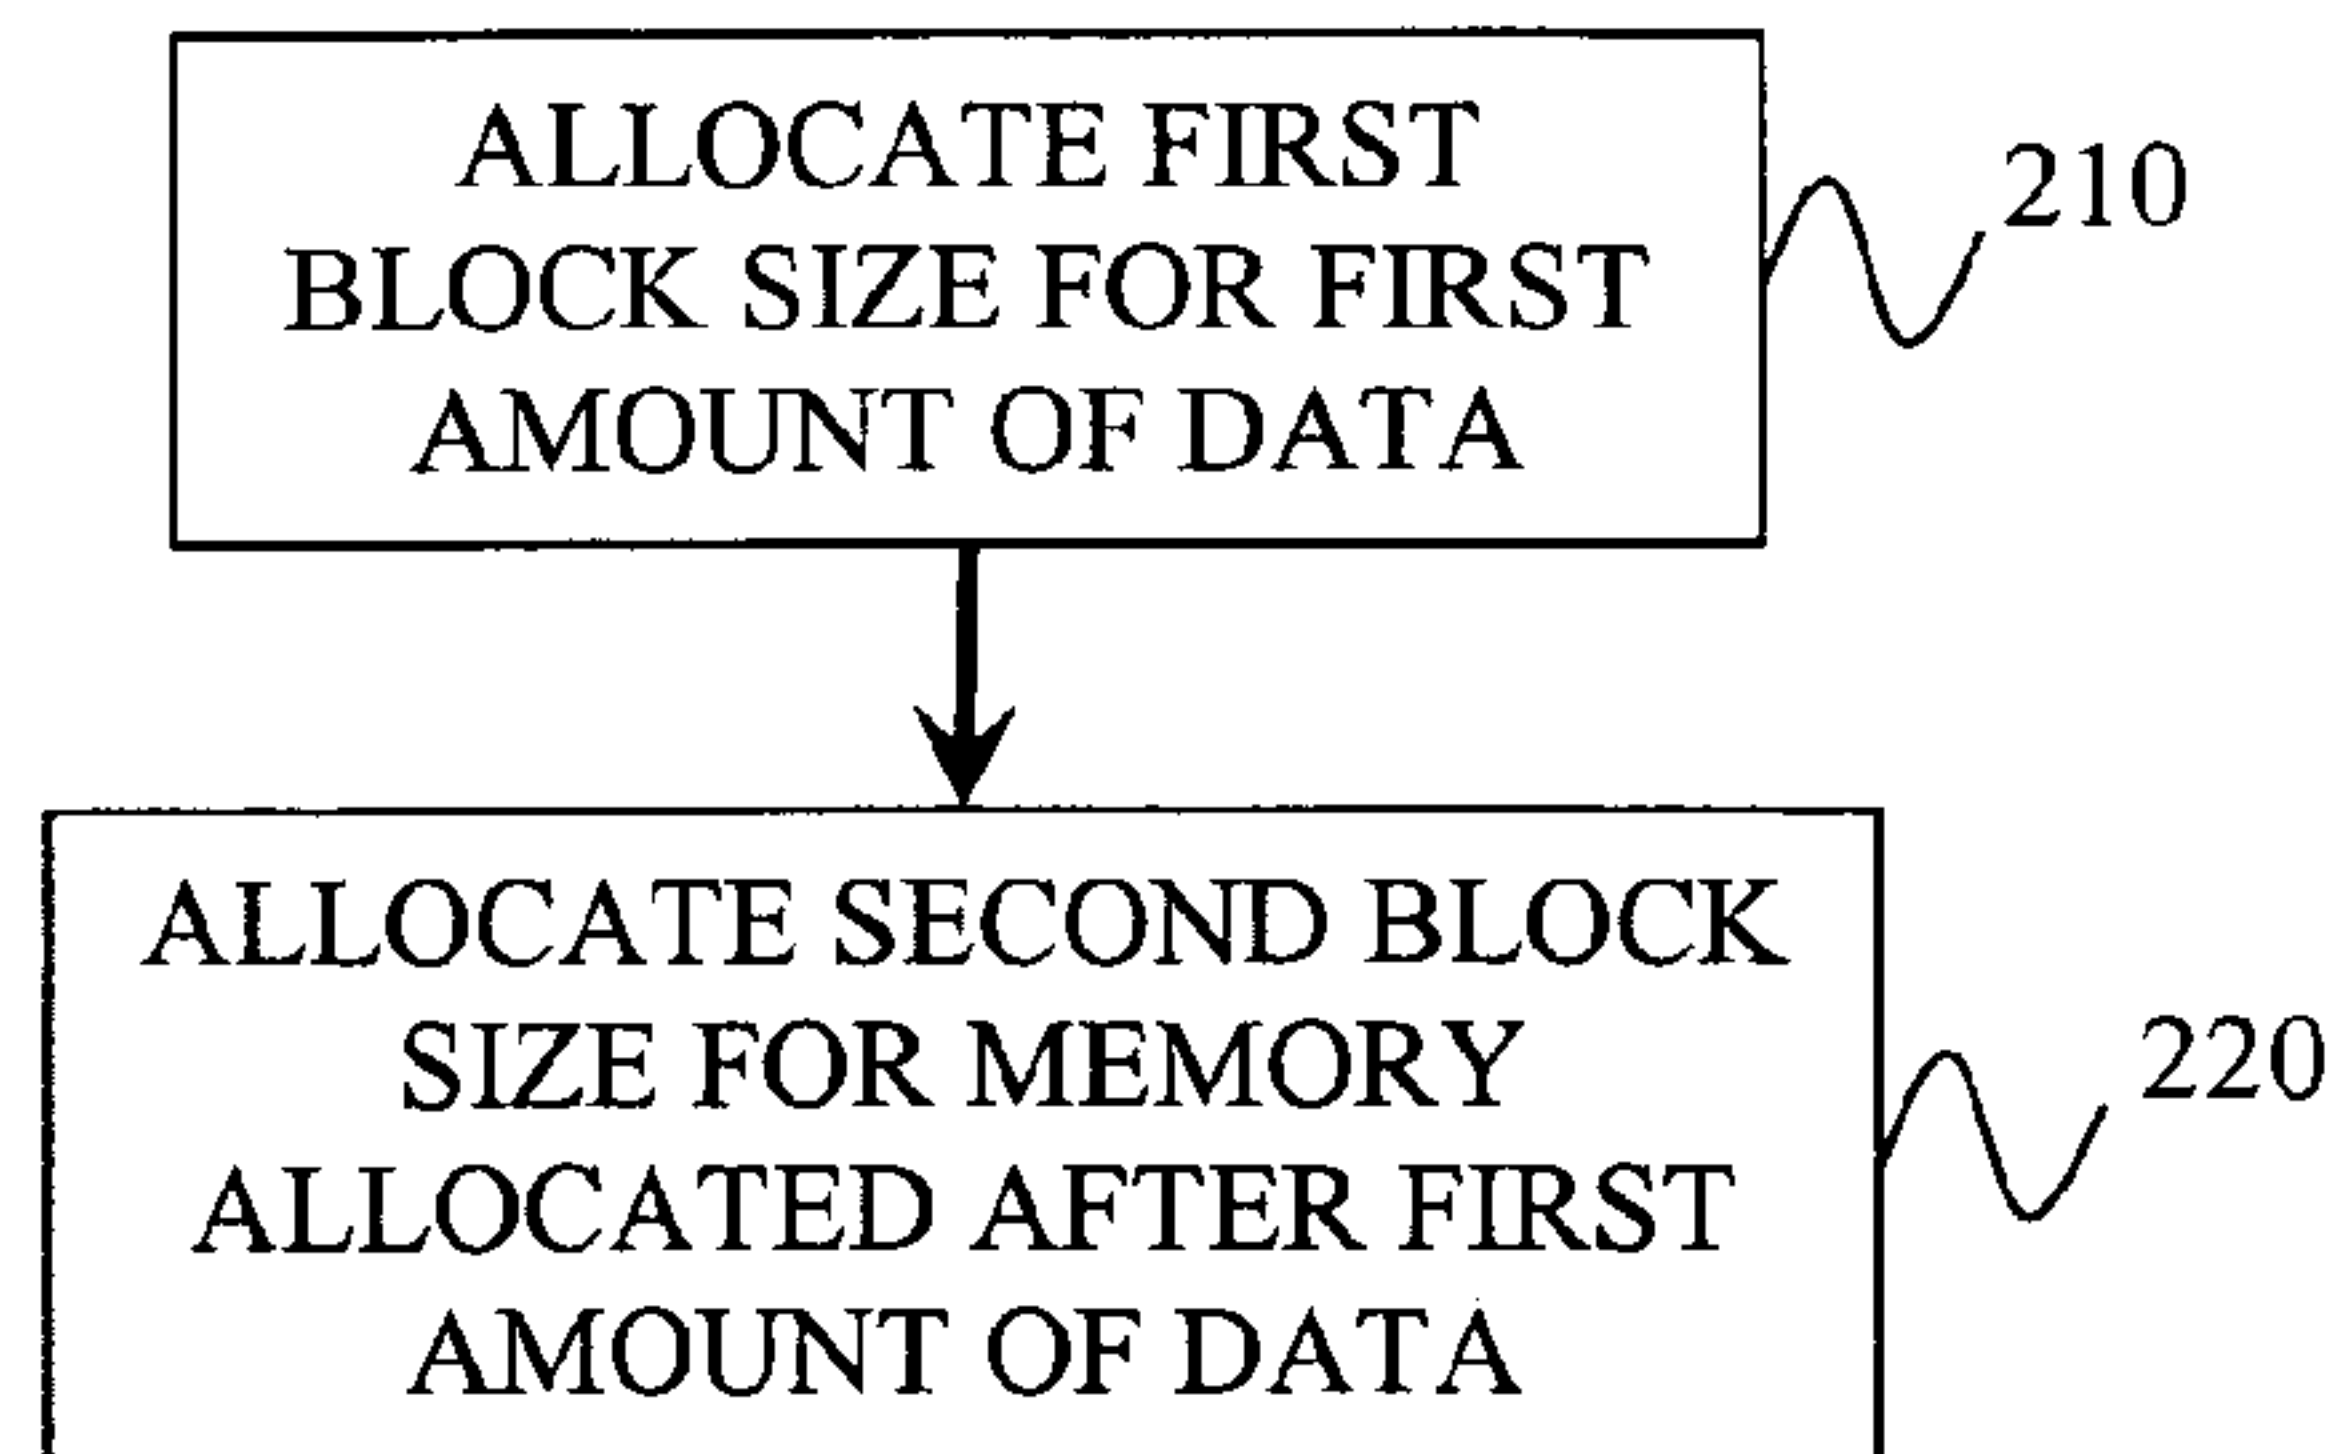 ALLOCATE FIRST
BLOCK SIZE FOR FIRST
AMOUNT OF DATA
210
ALLOCATE SECOND BLOCK
SIZE FOR MEMORY
ALLOCATED AFTER FIRST
AMOUNT OF DATA
220